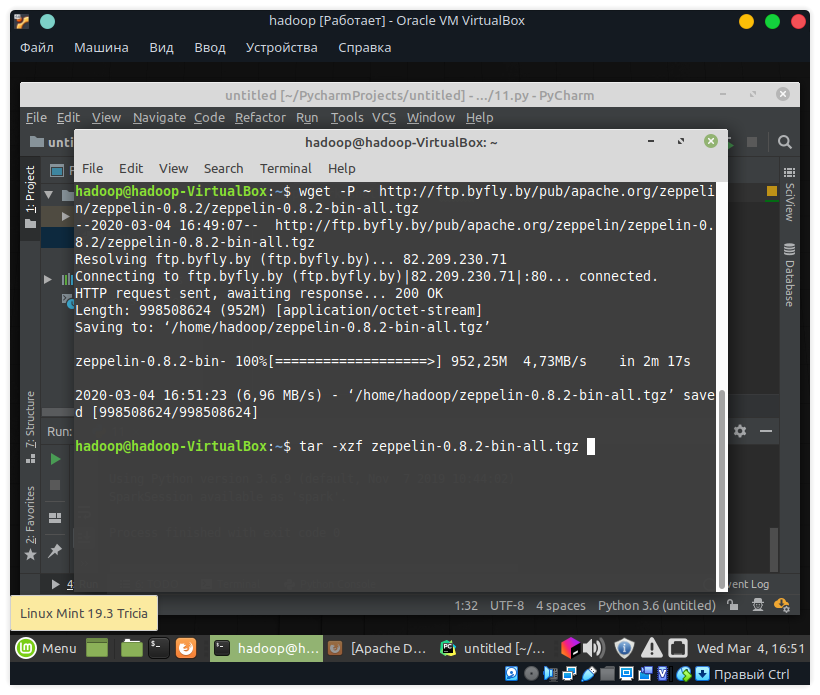 hadoop [Работает] - Oracle VM VirtualBox
Файл Машина Вид Ввод Устройства Справка
untitled [~/PycharmProjects/untitled] - .../11.py - PyCharm
File Edit View Navigate Code Refactor Run Tools VCS Window Help
hadoop@hadoop-VirtualBox: ~
File Edit View Search Terminal Help
hadoop@hadoop-VirtualBox:~$ wget -P ~ http://ftp.byfly.by/pub/apache.org/zeppeli
n/zeppelin-0.8.2/zeppelin-0.8.2-bin-all.tgz
--2020-03-04 16:49:07--  http://ftp.byfly.by/pub/apache.org/zeppelin/zeppelin-0.
8.2/zeppelin-0.8.2-bin-all.tgz
Resolving ftp.byfly.by (ftp.byfly.by)... 82.209.230.71
Connecting to ftp.byfly.by (ftp.byfly.by)|82.209.230.71|:80... connected.
HTTP request sent, awaiting response... 200 OK
Length: 998508624 (952M) [application/octet-stream]
Saving to: ‘/home/hadoop/zeppelin-0.8.2-bin-all.tgz’
zeppelin-0.8.2-bin- 100%[===================>] 952,25M  4,73MB/s    in 2m 17s
2020-03-04 16:51:23 (6,96 MB/s) - ‘/home/hadoop/zeppelin-0.8.2-bin-all.tgz’ save
d [998508624/998508624]
hadoop@hadoop-VirtualBox:~$ tar -xzf zeppelin-0.8.2-bin-all.tgz
1: Project
7: Structure
2: Favorites
SciView
Database
Run:
4
Event Log
1:32 UTF-8 4 spaces Python 3.6 (untitled)
Linux Mint 19.3 Tricia
Menu hadoop@h... [Apache D... untitled [~/... Wed Mar 4, 16:51
Правый Ctrl